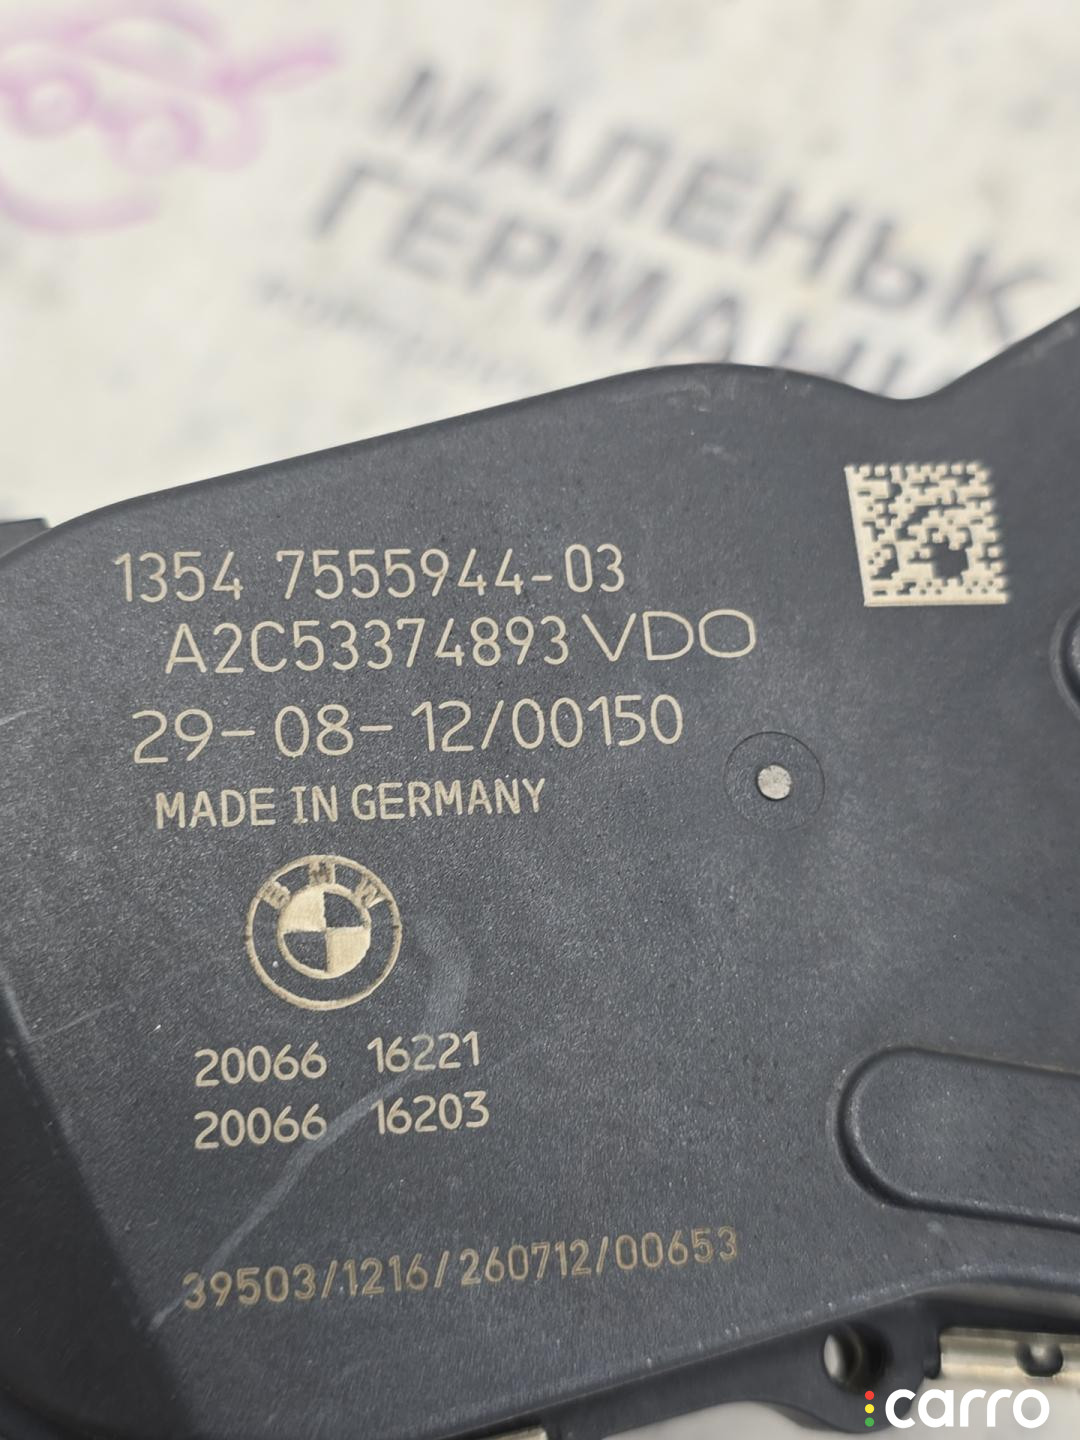 МАЛЕНЬК
ГЕРМАНИ
1354 7555944-03
A2C53374893 VDO
29-08-12/00150
MADE IN GERMANY
BMW
20066 16221
20066 16203
39503/1216/260712/00653
carro